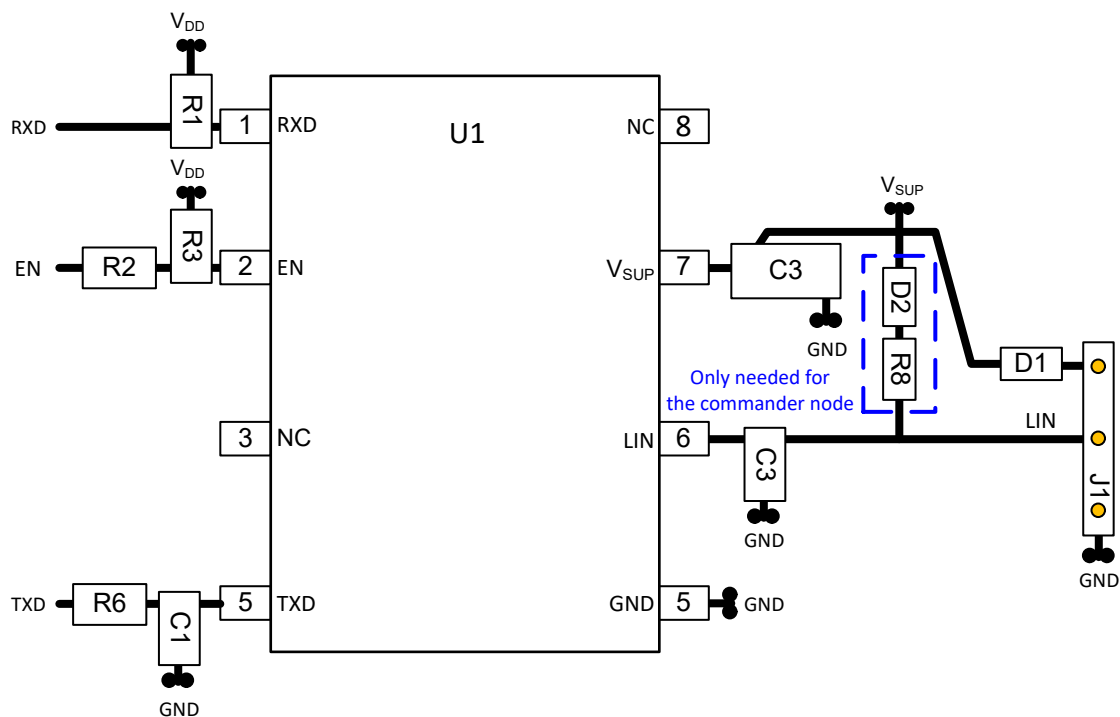 VDD
R1
RXD
1
RXD
U1
NC
8
VDD
R3
EN
R2
2
EN
VSUP
7
C3
GND
VSUP
D2
R8
D1
Only needed for
the commander node
3
NC
LIN
6
C3
GND
LIN
J1
GND
TXD
R6
C1
GND
5
TXD
GND
5
GND